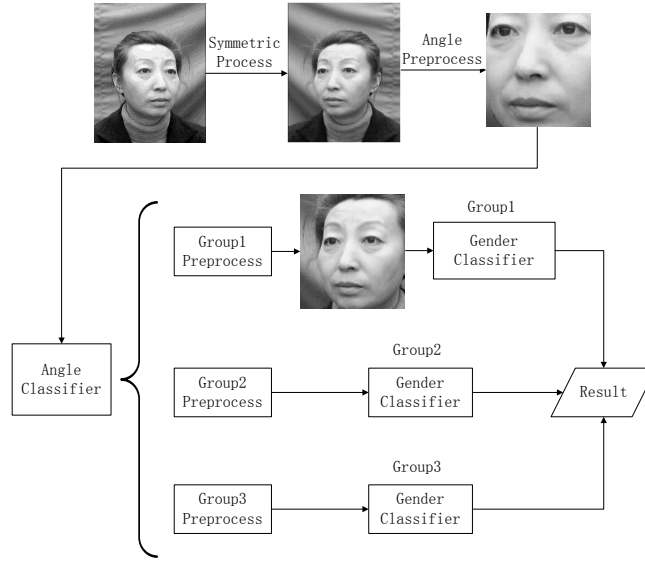 Symmetric
Process
Angle
Preprocess
Group1
Group1
Preprocess
Gender
Classifier
Angle
Classifier
Group2
Group2
Preprocess
Gender
Classifier
Result
Group3
Group3
Preprocess
Gender
Classifier